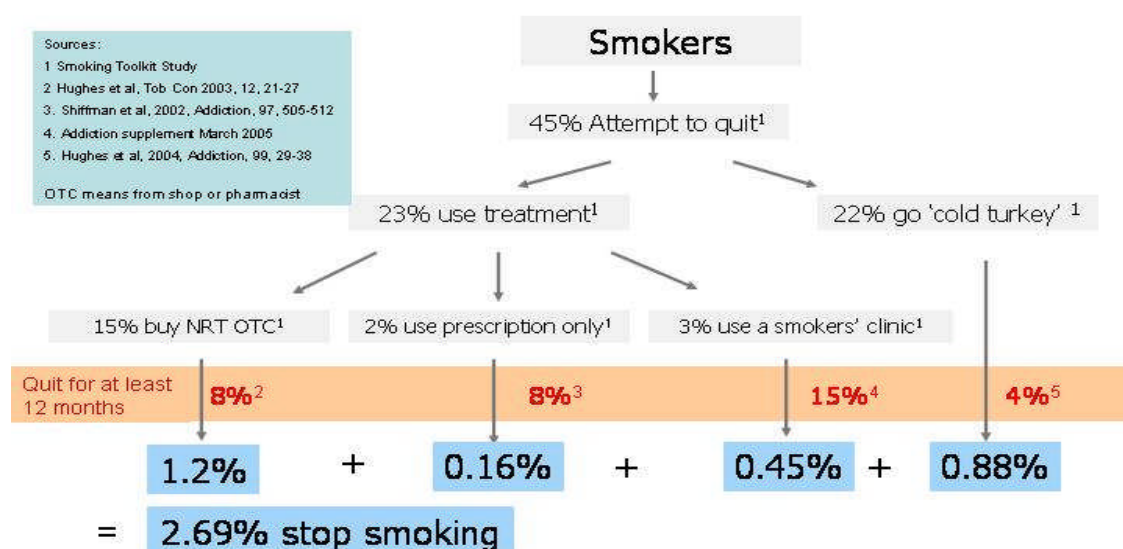 Sources:
1 Smoking Toolkit Study
2 Hughes et al, Tob Con 2003, 12, 21-27
3. Shiffman et al, 2002, Addiction, 97, 505-512
4. Addiction supplement March 2005
5. Hughes et al, 2004, Addiction, 99, 29-38
OTC means from shop or pharmacist
Smokers
45% Attempt to quit¹
23% use treatment¹
22% go ‘cold turkey’ ¹
15% buy NRT OTC¹
2% use prescription only¹
3% use a smokers’ clinic¹
Quit for at least
12 months
8%²
8%³
15%⁴
4%⁵
1.2% + 0.16% + 0.45% + 0.88%
= 2.69% stop smoking